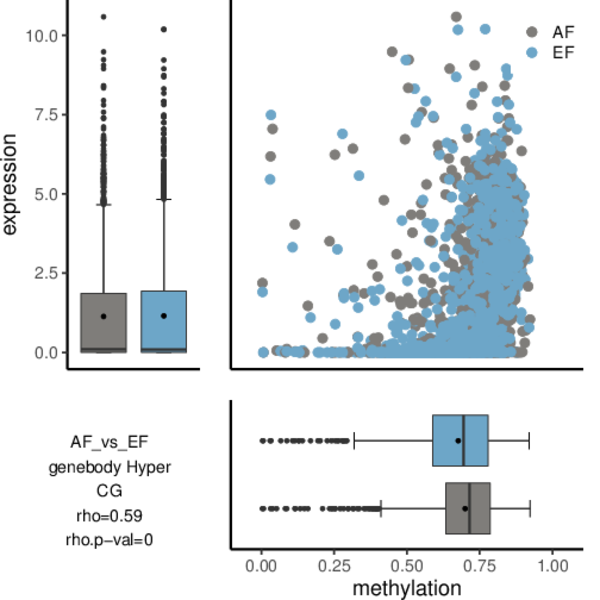 10.0
7.5
5.0
2.5
0.0
expression
AF
EF
AF_vs_EF
genebody Hyper
CG
rho=0.59
rho.p−val=0
0.00 0.25 0.50 0.75 1.00
methylation